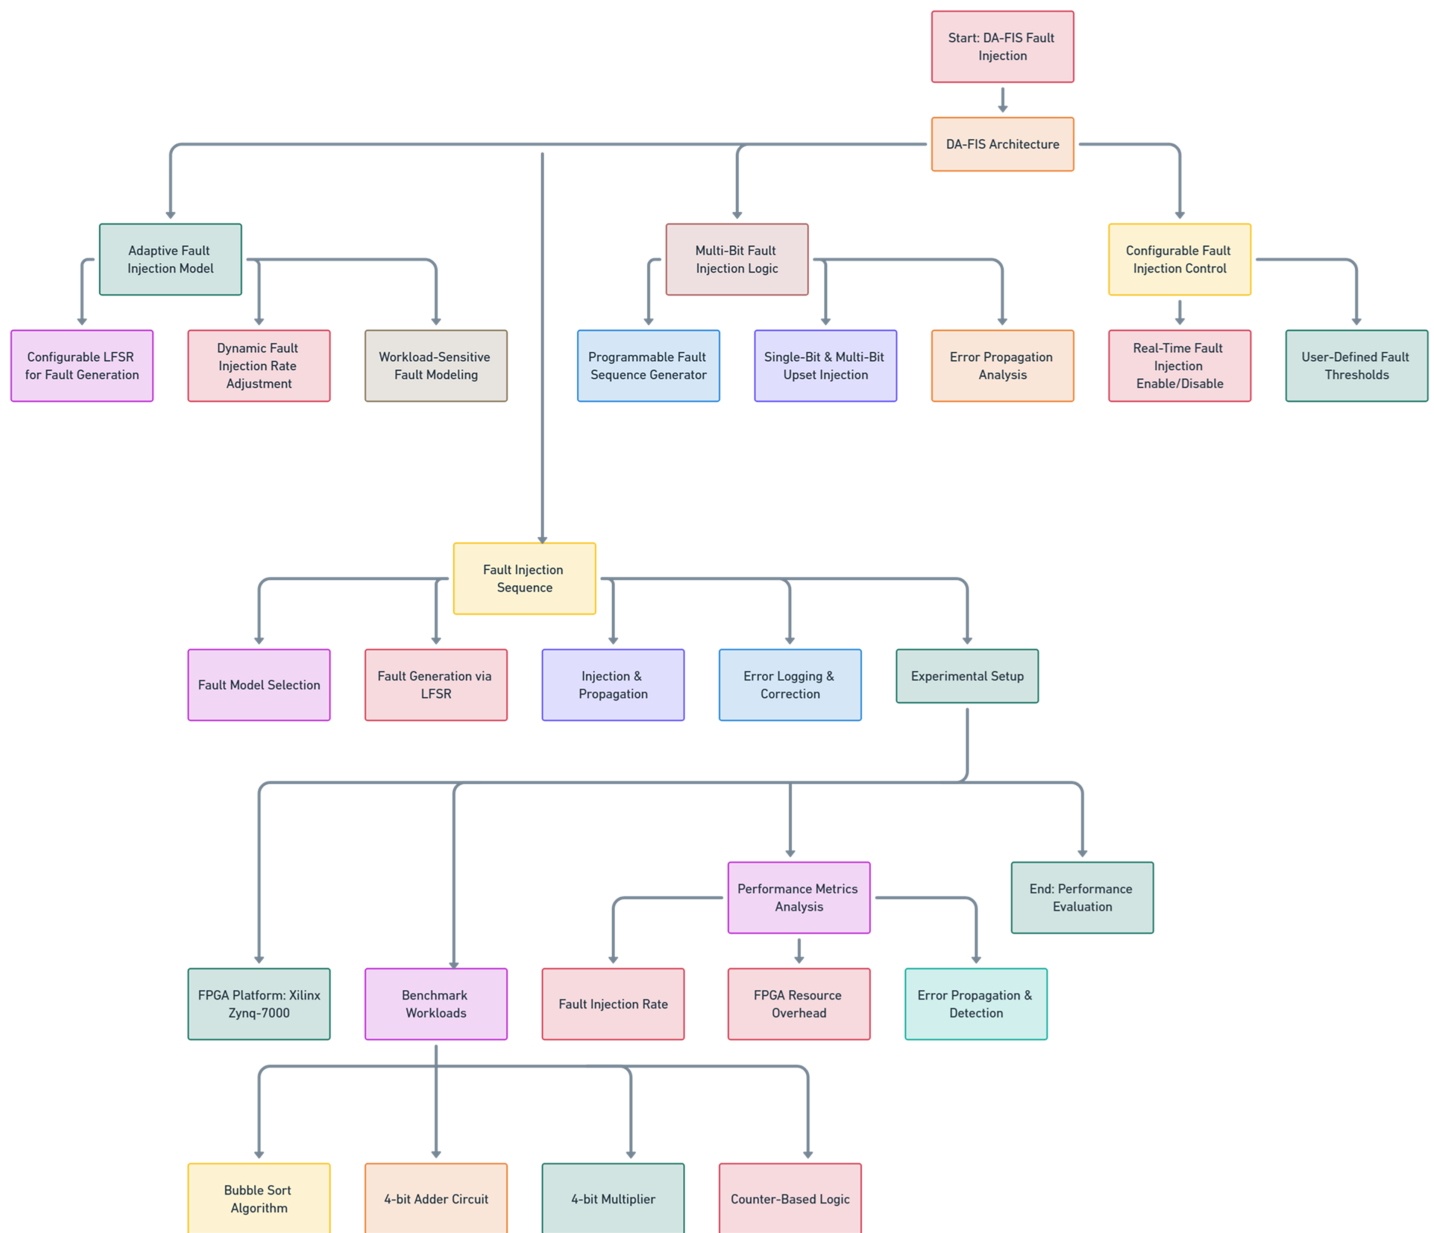 Start: DA-FIS Fault
Injection
DA-FIS Architecture
Adaptive Fault
Injection Model
Multi-Bit Fault
Injection Logic
Configurable Fault
Injection Control
Configurable LFSR
for Fault Generation
Dynamic Fault
Injection Rate
Adjustment
Workload-Sensitive
Fault Modeling
Programmable Fault
Sequence Generator
Single-Bit & Multi-Bit
Upset Injection
Error Propagation
Analysis
Real-Time Fault
Injection
Enable/Disable
User-Defined Fault
Thresholds
Fault Injection
Sequence
Fault Model Selection
Fault Generation via
LFSR
Injection &
Propagation
Error Logging &
Correction
Experimental Setup
Performance Metrics
Analysis
End: Performance
Evaluation
FPGA Platform: Xilinx
Zynq-7000
Benchmark
Workloads
Fault Injection Rate
FPGA Resource
Overhead
Error Propagation &
Detection
Bubble Sort
Algorithm
4-bit Adder Circuit
4-bit Multiplier
Counter-Based Logic